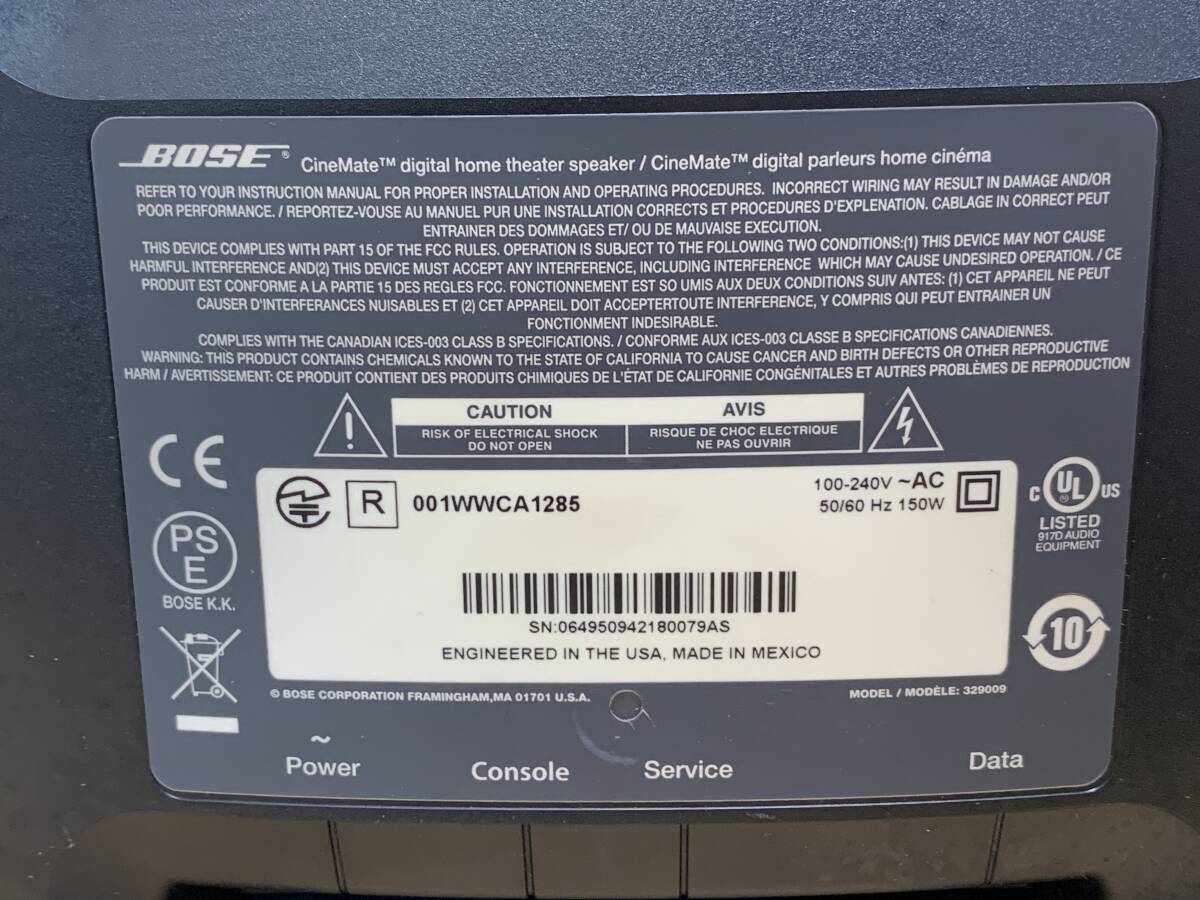 BOSE® CineMate™ digital home theater speaker / CineMate™ digital parleurs home cinéma
REFER TO YOUR INSTRUCTION MANUAL FOR PROPER INSTALLATION AND OPERATING PROCEDURES. INCORRECT WIRING MAY RESULT IN DAMAGE AND/OR
POOR PERFORMANCE. / REPORTEZ-VOUSE AU MANUEL PUR UNE INSTALLATION CORRECTS ET PROCEDURES D'EXPLENATION. CABLAGE IN CORRECT PEUT
ENTRAINER DES DOMMAGES ET/ OU DE MAUVAISE EXECUTION.
THIS DEVICE COMPLIES WITH PART 15 OF THE FCC RULES. OPERATION IS SUBJECT TO THE FOLLOWING TWO CONDITIONS:(1) THIS DEVICE MAY NOT CAUSE
HARMFUL INTERFERENCE AND(2) THIS DEVICE MUST ACCEPT ANY INTERFERENCE, INCLUDING INTERFERENCE WHICH MAY CAUSE UNDESIRED OPERATION. / CE
PRODUIT EST CONFORME A LA PARTIE 15 DES REGLES FCC. FONCTIONNEMENT EST SO UMIS AUX DEUX CONDITIONS SUIV ANTES: (1) CET APPAREIL NE PEUT
CAUSER D'INTERFERANCES NUISABLES ET (2) CET APPAREIL DOIT ACCEPTERTOUTE INTERFERENCE, Y COMPRIS QUI PEUT ENTRAINER UN
FONCTIONMENT INDESIRABLE.
COMPLIES WITH THE CANADIAN ICES-003 CLASS B SPECIFICATIONS. / CONFORME AUX ICES-003 CLASSE B SPECIFICATIONS CANADIENNES.
WARNING: THIS PRODUCT CONTAINS CHEMICALS KNOWN TO THE STATE OF CALIFORNIA TO CAUSE CANCER AND BIRTH DEFECTS OR OTHER REPRODUCTIVE
HARM / AVERTISSEMENT: CE PRODUIT CONTIENT DES PRODUITS CHIMIQUES DE L'ÉTAT DE CALIFORNIE CONGÉNITALES ET AUTRES PROBLÈMES DE REPRODUCTION
CAUTION AVIS
RISK OF ELECTRICAL SHOCK RISQUE DE CHOC ELECTRIQUE
DO NOT OPEN NE PAS OUVRIR
CE
R 001WWCA1285
100-240V ~AC
50/60 Hz 150W
C UL US
LISTED
917D AUDIO
EQUIPMENT
PS
E
BOSE K.K.
10
SN:064950942180079AS
ENGINEERED IN THE USA, MADE IN MEXICO
© BOSE CORPORATION FRAMINGHAM,MA 01701 U.S.A.
MODEL / MODÈLE: 329009
~
Power Console Service Data